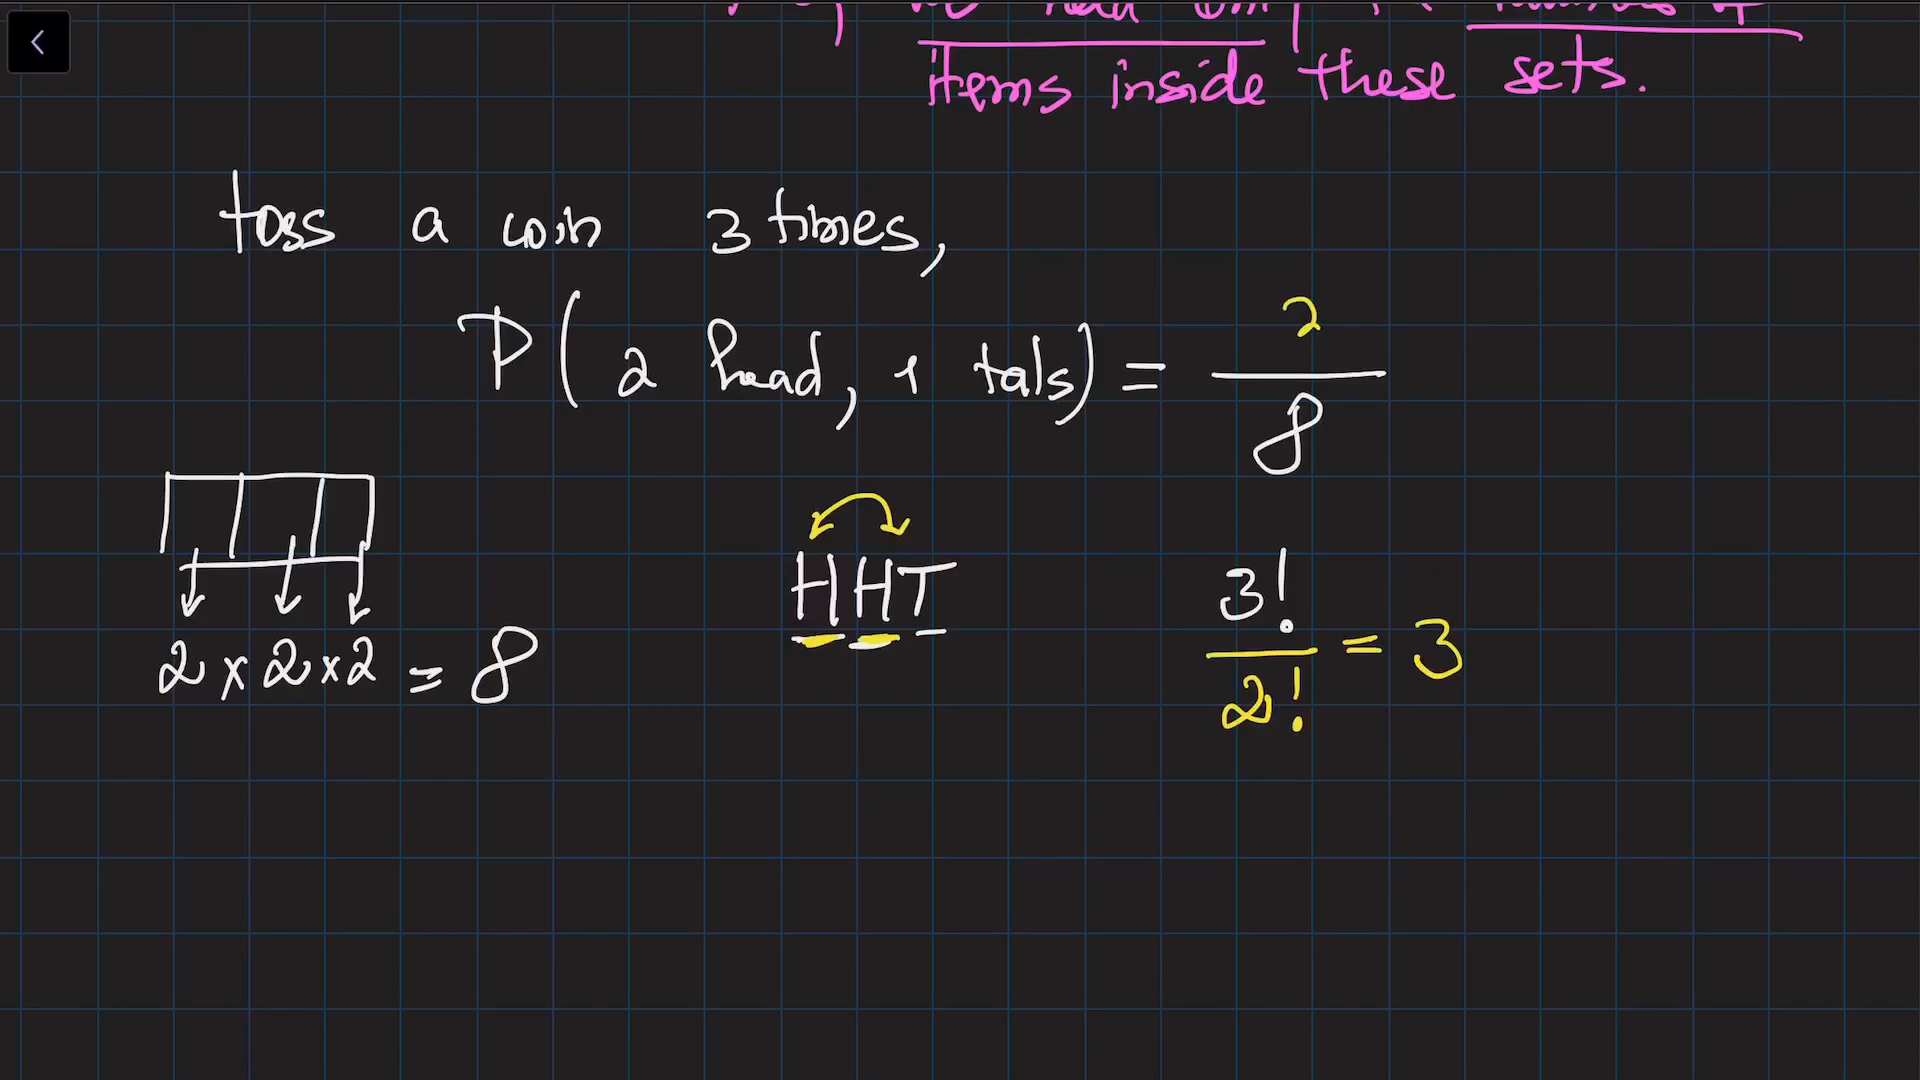 items inside these sets.
toss a coin 3 times,
P( 2 head, 1 tals) = 2/8
2 x 2 x 2 = 8
HHT
3!/2! = 3